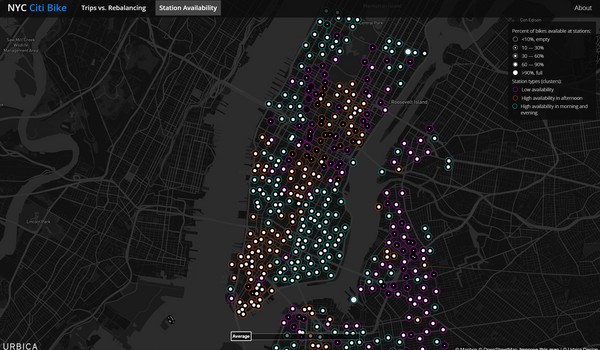 NYC Citi Bike
Trips vs. Rebalancing
Station Availability
About
Percent of bikes available at stations:
<10%, empty
10 — 30%
30 — 60%
60 — 90%
>90%, full
Station types (clusters):
Low availability
High availability in afternoon
High availability in morning and
evening
Roosevelt Island
Average
URBICA
© Mapbox © OpenStreetMap Improve this map | © Urbica Design